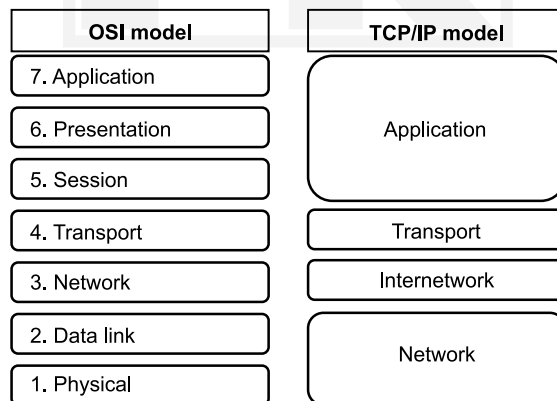 OSI model
7. Application
6. Presentation
5. Session
4. Transport
3. Network
2. Data link
1. Physical
TCP/IP model
Application
Transport
Internetwork
Network